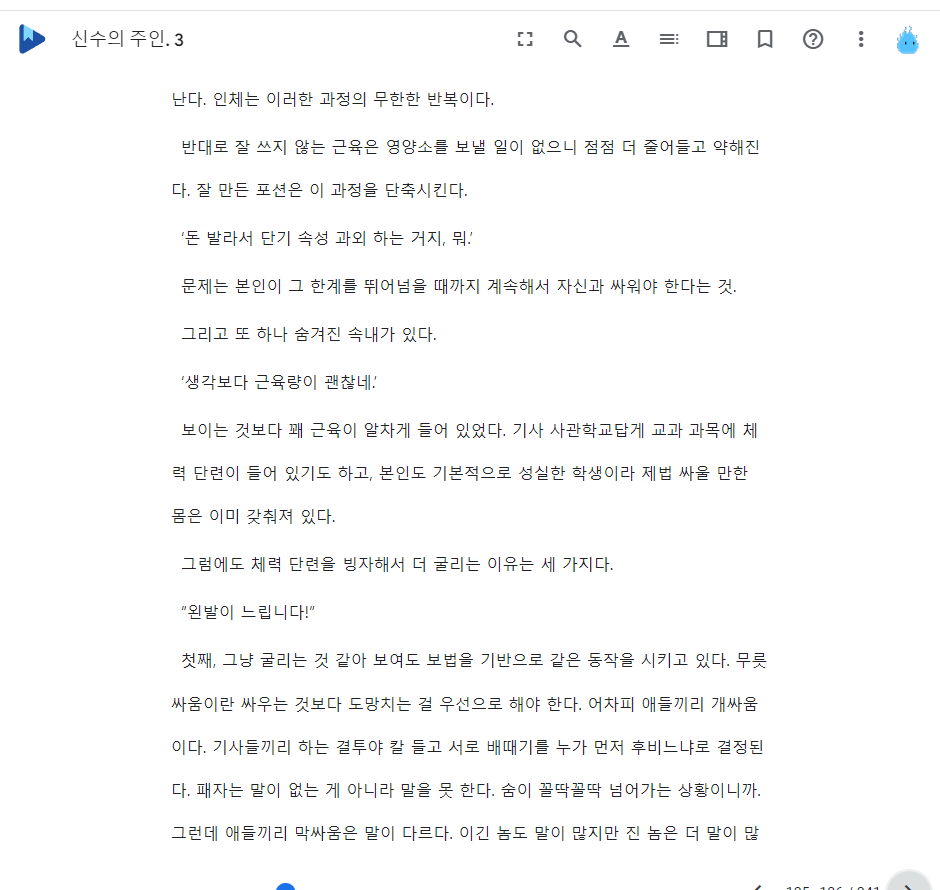 신수의 주인. 3
난다. 인체는 이러한 과정의 무한한 반복이다.
반대로 잘 쓰지 않는 근육은 영양소를 보낼 일이 없으니 점점 더 줄어들고 약해진
다. 잘 만든 포션은 이 과정을 단축시킨다.
‘돈 발라서 단기 속성 과외 하는 거지, 뭐.’
문제는 본인이 그 한계를 뛰어넘을 때까지 계속해서 자신과 싸워야 한다는 것.
그리고 또 하나 숨겨진 속내가 있다.
‘생각보다 근육량이 괜찮네.’
보이는 것보다 꽤 근육이 알차게 들어 있었다. 기사 사관학교답게 교과 과목에 체
력 단련이 들어 있기도 하고, 본인도 기본적으로 성실한 학생이라 제법 싸울 만한
몸은 이미 갖춰져 있다.
그럼에도 체력 단련을 빙자해서 더 굴리는 이유는 세 가지다.
“왼발이 느립니다!”
첫째, 그냥 굴리는 것 같아 보여도 보법을 기반으로 같은 동작을 시키고 있다. 무릇
싸움이란 싸우는 것보다 도망치는 걸 우선으로 해야 한다. 어차피 애들끼리 개싸움
이다. 기사들끼리 하는 결투야 칼 들고 서로 배때기를 누가 먼저 후비느냐로 결정된
다. 패자는 말이 없는 게 아니라 말을 못 한다. 숨이 꼴딱꼴딱 넘어가는 상황이니까.
그런데 애들끼리 막싸움은 말이 다르다. 이긴 놈도 말이 많지만 진 놈은 더 말이 많